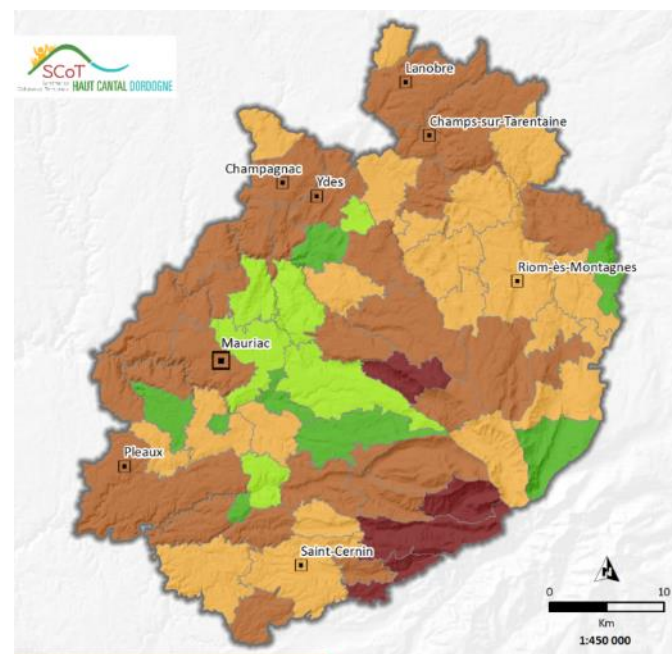 SCoT
HAUT CANTAL DORDOGNE
Lanobre
Champs-sur-Tarentaine
Champagnac
Ydes
Riom-ès-Montagnes
Mauriac
Pleaux
Saint-Cernin
N
0 10
Km
1:450 000